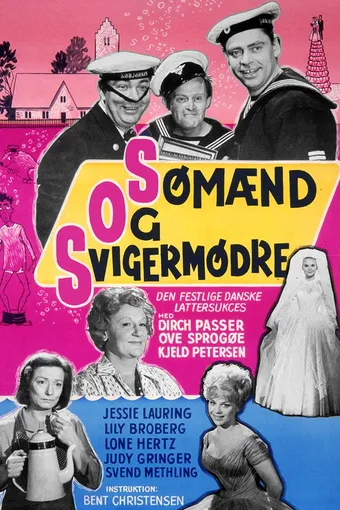 SØMÆND
OG
SVIGERMØDRE
DEN FESTLIGE DANSKE
LATTERSUKCES
MED
DIRCH PASSER
OVE SPROGØE
KJELD PETERSEN
JESSIE LAURING
LILY BROBERG
LONE HERTZ
JUDY GRINGER
SVEND METHLING
INSTRUKTION:
BENT CHRISTENSEN